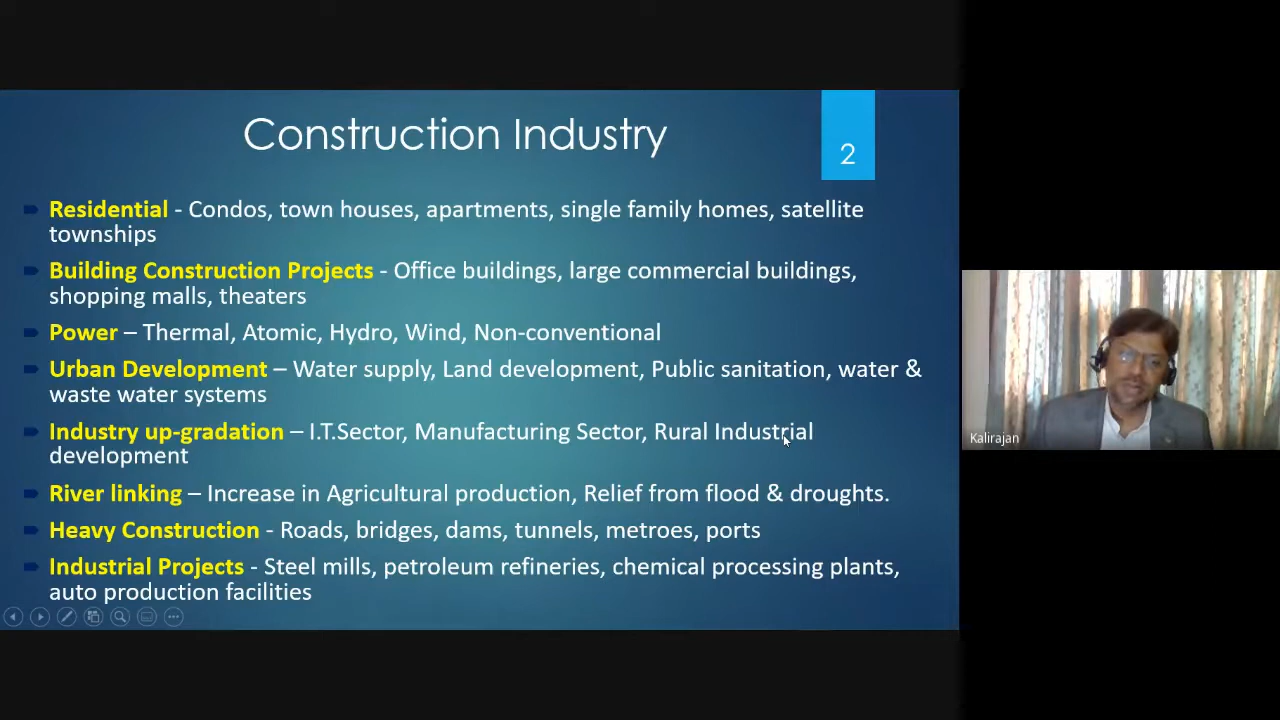 Construction Industry
2
Residential - Condos, town houses, apartments, single family homes, satellite
townships
Building Construction Projects - Office buildings, large commercial buildings,
shopping malls, theaters
Power – Thermal, Atomic, Hydro, Wind, Non-conventional
Urban Development – Water supply, Land development, Public sanitation, water &
waste water systems
Industry up-gradation – I.T.Sector, Manufacturing Sector, Rural Industrial
development
River linking – Increase in Agricultural production, Relief from flood & droughts.
Heavy Construction - Roads, bridges, dams, tunnels, metroes, ports
Industrial Projects - Steel mills, petroleum refineries, chemical processing plants,
auto production facilities
Kalirajan